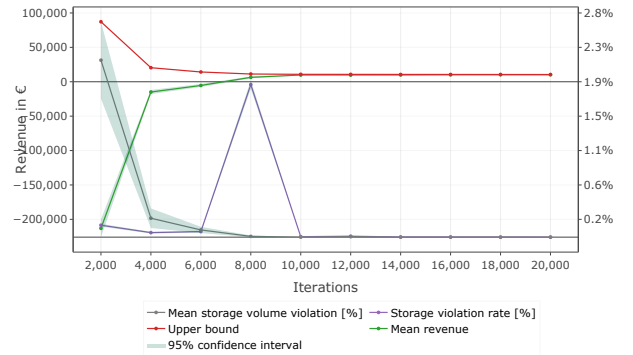 100,000
50,000
0
50,000
−100,000
−150,000
−200,000
Revenue in €
2.8%
2.3%
1.9%
1.5%
1.1%
0.6%
0.2%
2,000 4,000 6,000 8,000 10,000 12,000 14,000 16,000 18,000 20,000
Iterations
Mean storage volume violation [%] Storage violation rate [%]
Upper bound Mean revenue
95% confidence interval